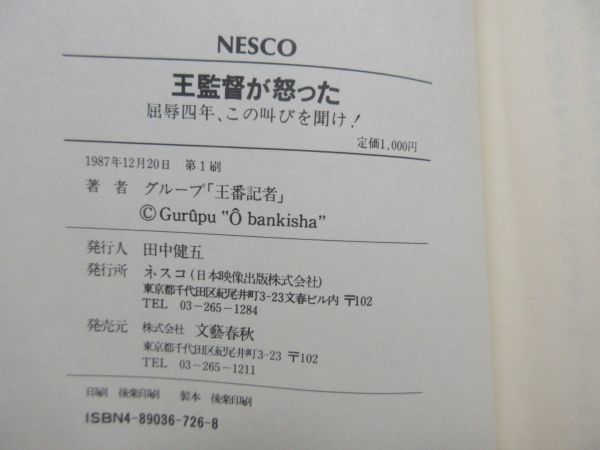 NESCO
王監督が怒った
屈辱四年、この叫びを聞け！
定価1,000円
1987年12月20日 第1刷
著者 グループ「王番記者」
© Gurûpu "Ô bankisha"
発行人 田中健五
発行所 ネスコ(日本映像出版株式会社)
東京都千代田区紀尾井町3-23文春ビル内 〒102
TEL 03-265-1284
発売元 株式会社 文藝春秋
東京都千代田区紀尾井町3-23 〒102
TEL 03-265-1211
印刷 後楽印刷 製本 後楽印刷
ISBN4-89036-726-8